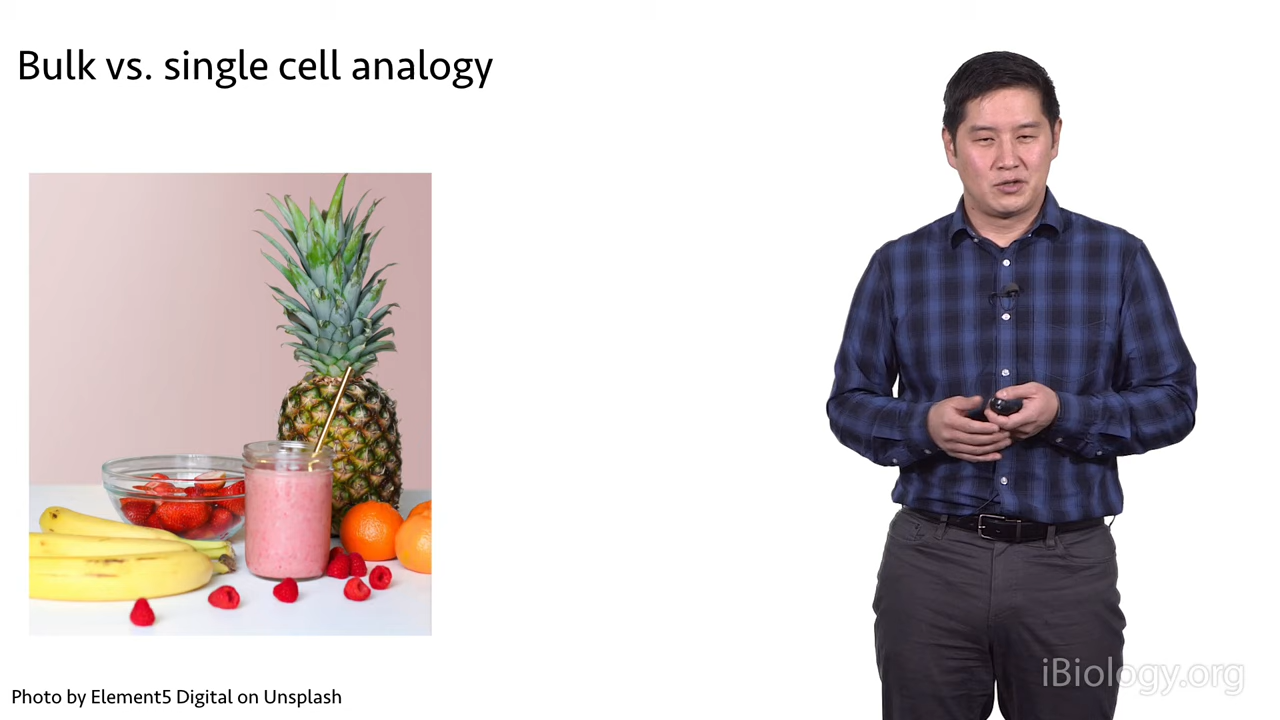 Bulk vs. single cell analogy
Photo by Element5 Digital on Unsplash
iBiology.org